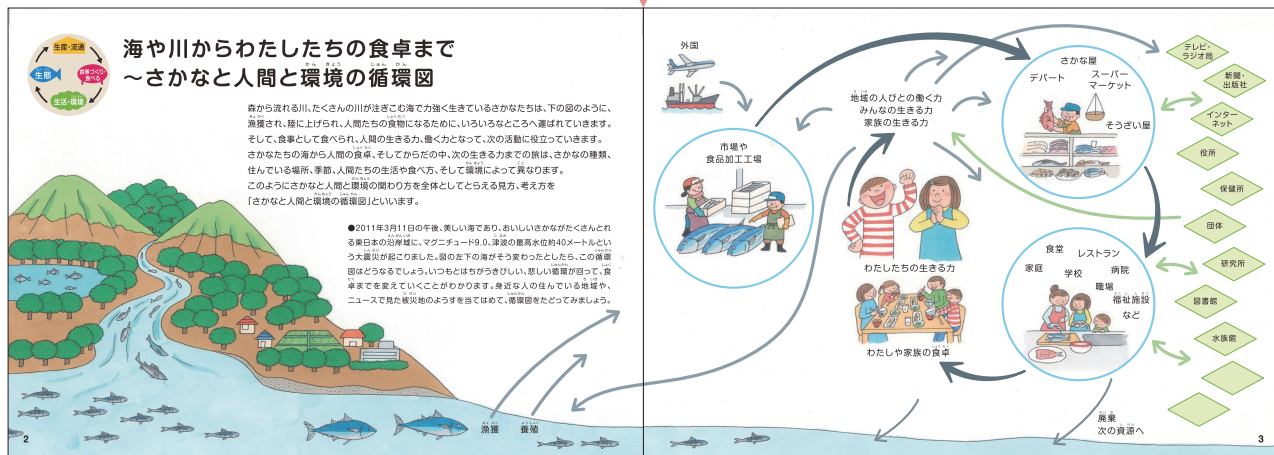 生産・流通
食事づくり・
食べる
生活・環境
生態
海や川からわたしたちの食卓まで
～さかなと人間と環境の循環図
かん きょう
じゅん かん
森から流れる川、たくさんの川が注ぎこむ海で力強く生きているさかなたちは、下の図のように、
漁獲され、陸に上げられ、人間たちの食物になるために、いろいろなところへ運ばれていきます。
そして、食事として食べられ、人間の生きる力、働く力となって、次の活動に役立っていきます。
さかなたちの海から人間の食卓、そしてからだの中、次の生きる力までの旅は、さかなの種類、
住んでいる場所、季節、人間たちの生活や食べ方、そして環境によって異なります。
このようにさかなと人間と環境の関わり方を全体としてとらえる見方、考え方を
「さかなと人間と環境の循環図」といいます。
●2011年3月11日の午後、美しい海であり、おいしいさかながたくさんとれ
る東日本の沿岸域に、マグニチュード9.0、津波の最高水位約40メートルとい
う大震災が起こりました。図の左下の海がそう変わったとしたら、この循環
図はどうなるでしょう。いつもとはちがうきびしい、悲しい循環が回って、食
卓までを変えていくことがわかります。身近な人の住んでいる地域や、
ニュースで見た被災地のようすを当てはめて、循環図をたどってみましょう。
漁獲
養殖
2
外国
市場や
食品加工工場
地域の人びとの働く力
みんなの生きる力
家族の生きる力
わたしたちの生きる力
わたしや家族の食卓
さかな屋
デパート
スーパー
マーケット
そうざい屋
食堂
レストラン
家庭
学校
病院
職場
福祉施設
など
廃棄
次の資源へ
テレビ・
ラジオ局
新聞・
出版社
インター
ネット
役所
保健所
団体
研究所
図書館
水族館
3